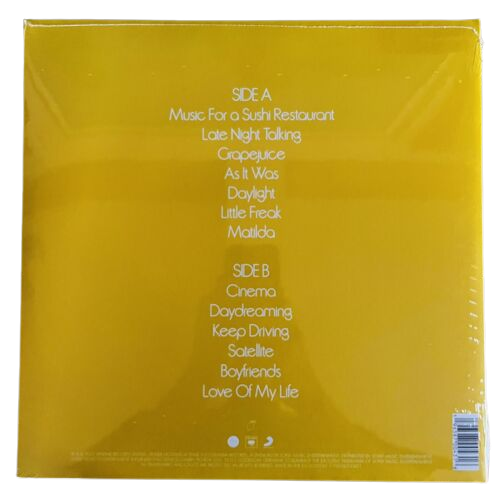 SIDE A
Music For a Sushi Restaurant
Late Night Talking
Grapejuice
As It Was
Daylight
Little Freak
Matilda
SIDE B
Cinema
Daydreaming
Keep Driving
Satellite
Boyfriends
Love Of My Life